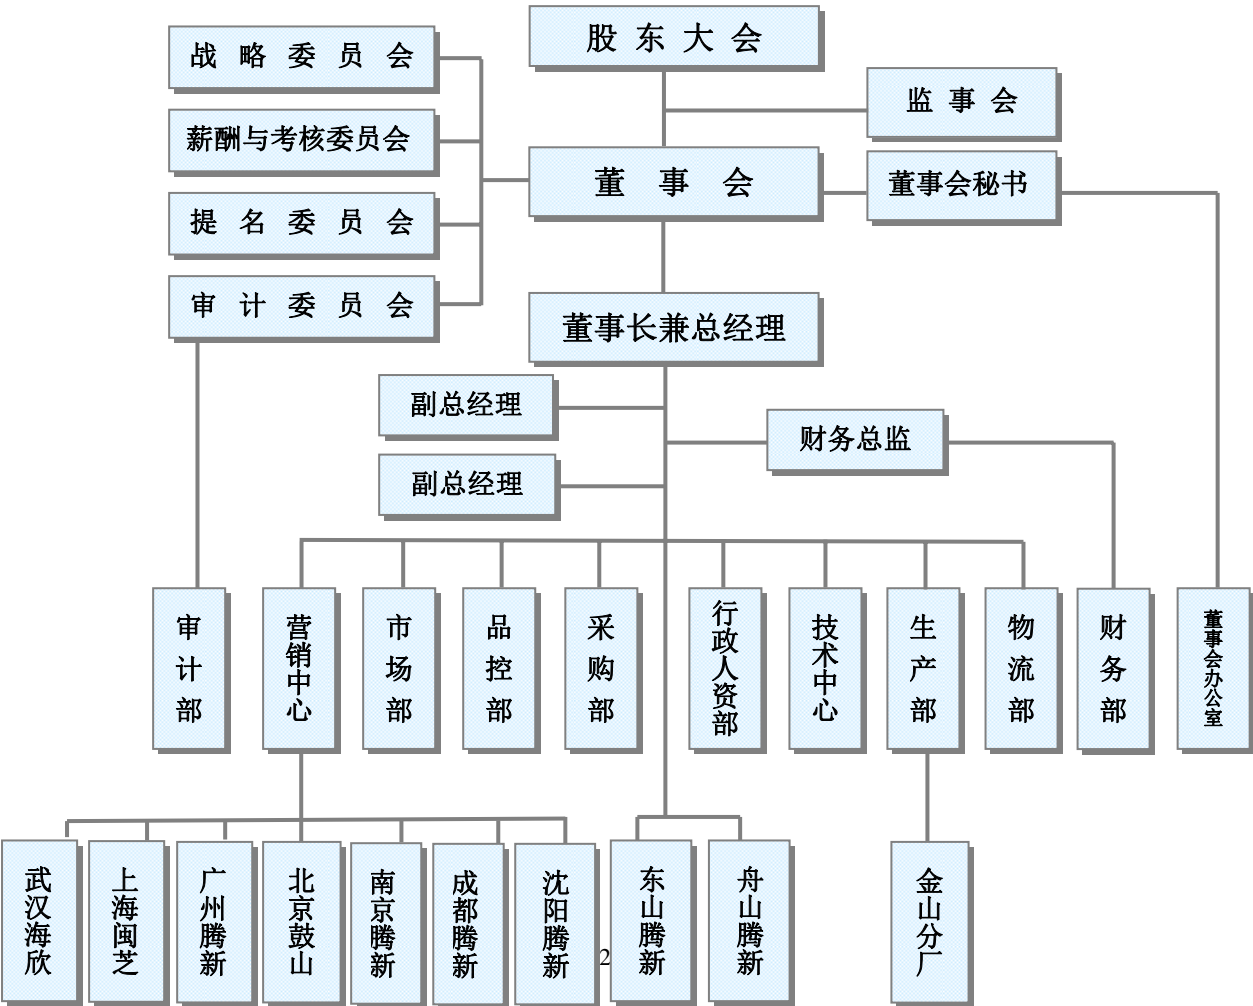 股东大会
战略委员会
监事会
薪酬与考核委员会
董事会
董事会秘书
提名委员会
审计委员会
董事长兼总经理
副总经理
财务总监
副总经理
审计部
营销中心
市场部
品控部
采购部
行政人资部
技术中心
生产部
物流部
财务部
董事会办公室
武汉海欣
上海闽芝
广州腾新
北京鼓山
南京腾新
成都腾新
沈阳腾新
2
东山腾新
舟山腾新
金山分厂